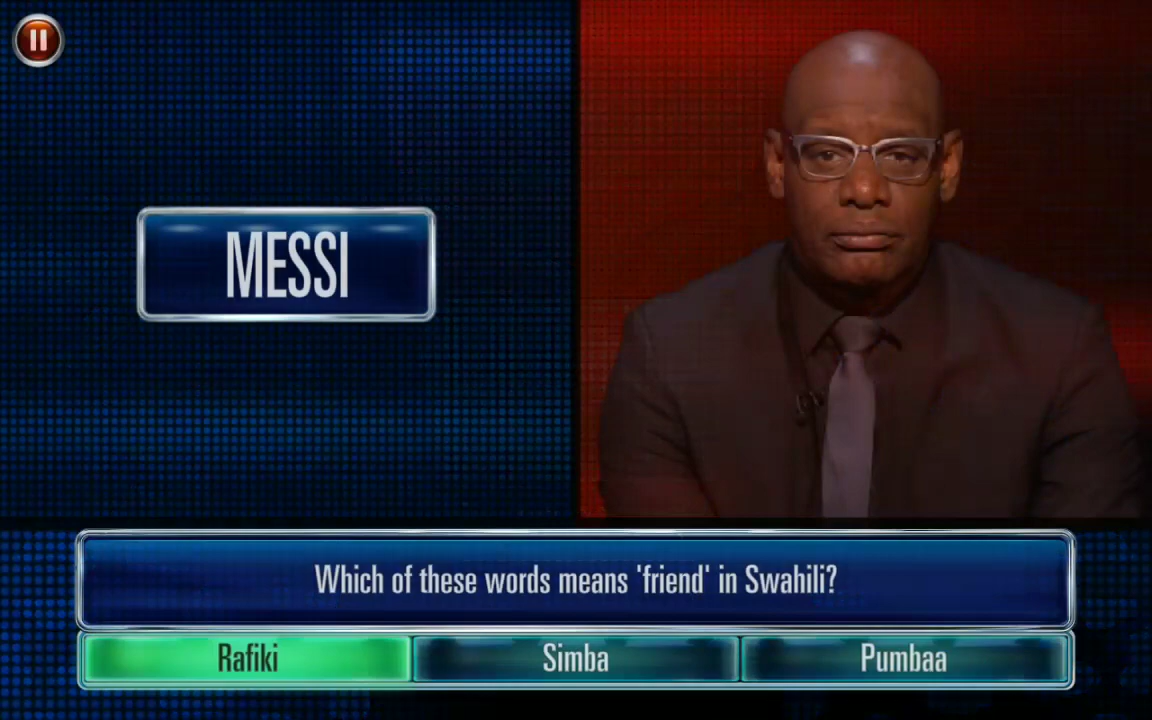 MESSI
Which of these words means 'friend' in Swahili?
Rafiki
Simba
Pumbaa